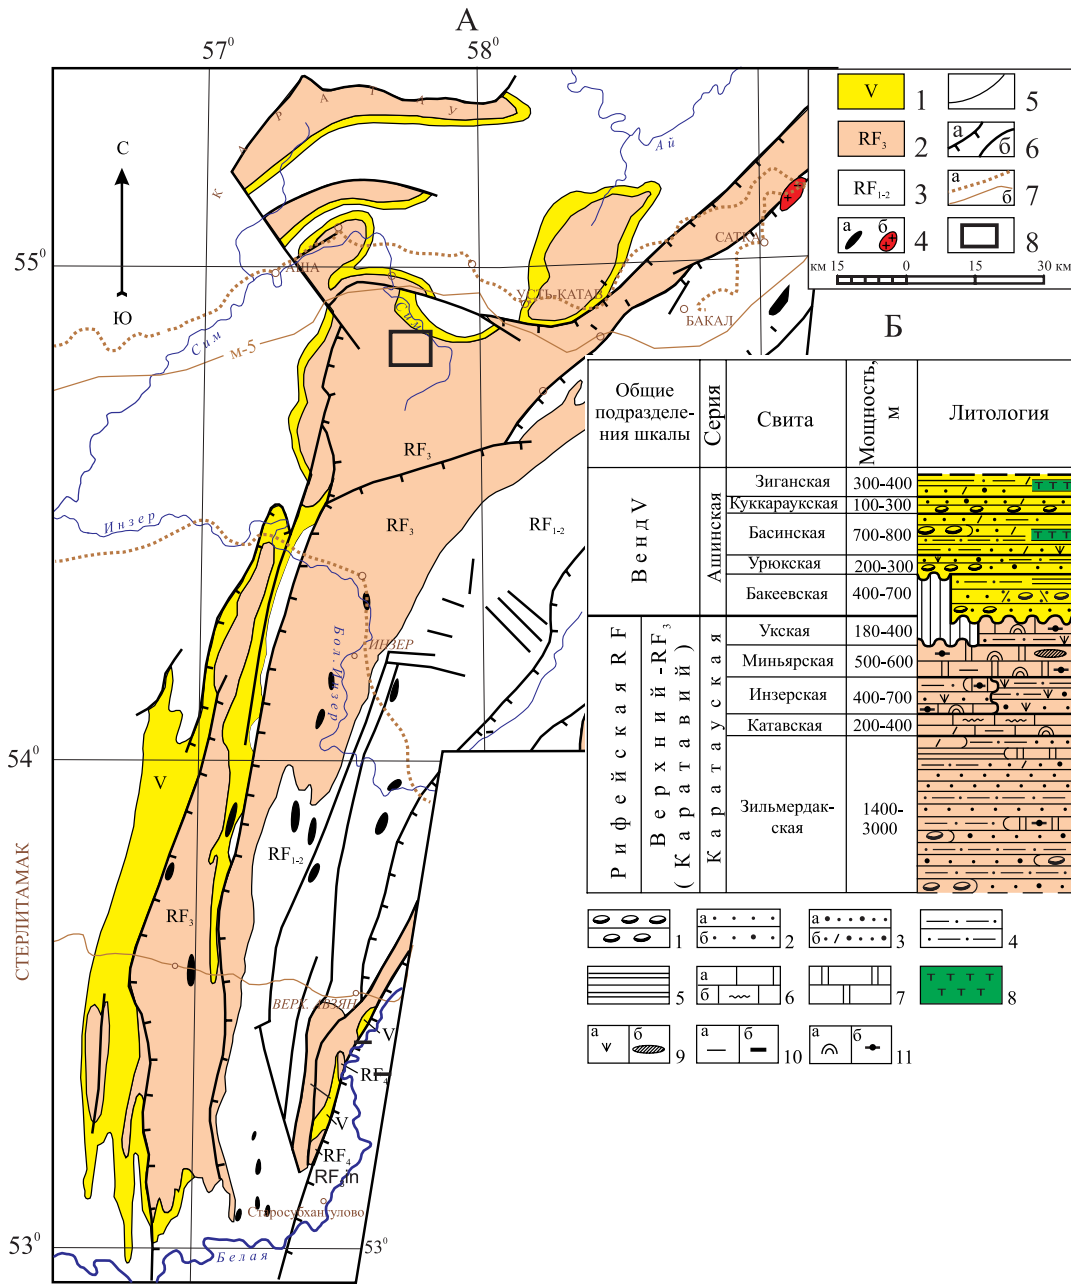 А
57⁰
58⁰
С
Ю
55⁰
54⁰
53⁰
53⁰
К А Р А Т А У
Ай
АША
Сим
Сим
М-5
УСТЬ-КАТАВ
САТКА
БАКАЛ
RF₃
RF₃
RF₁₋₂
Инзер
ИНЗЕР
Бол. Инзер
V
RF₁₋₂
RF₃
СТЕРЛИТАМАК
ВЕРХ. АВЗЯН
V
RF₄
V
RF₄
RF₃in
Старосубхангулово
Белая
V 1
RF₃ 2
RF₁₋₂ 3
а б 4
5
а б 6
а б 7
8
км 15 0 15 30 км
Б
Общие подразделе-
ния шкалы
Серия
Свита
Мощность, м
Литология
Венд V
Ашинская
Зиганская 300-400
Куккараукская 100-300
Басинская 700-800
Урюкская 200-300
Бакеевская 400-700
Рифейская RF
Верхний -RF₃
(Каратавий)
Каратауская
Укская 180-400
Миньярская 500-600
Инзерская 400-700
Катавская 200-400
Зильмердак-
ская
1400-
3000
1
а б 2
а б 3
4
5
а б 6
7
8
а б 9
а б 10
а б 11